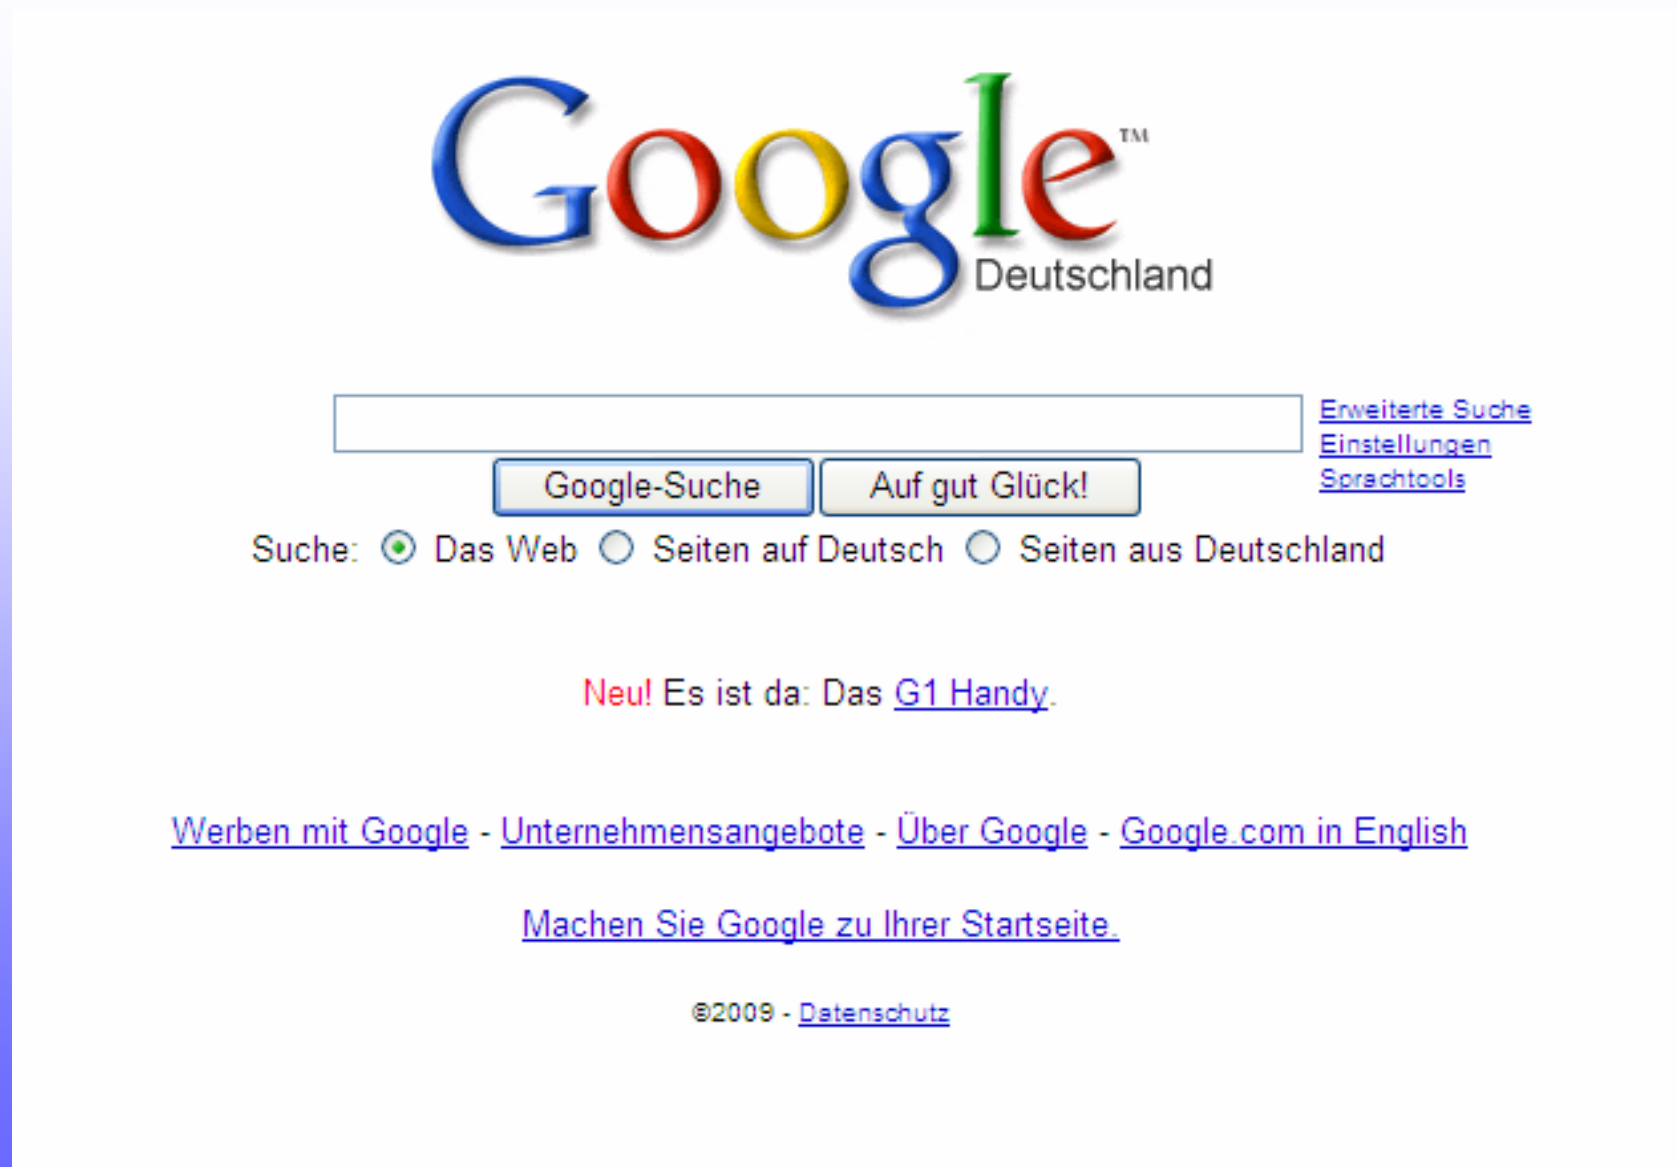 Google™
Deutschland
Erweiterte Suche
Einstellungen
Sprachtools
Google-Suche Auf gut Glück!
Suche: Das Web Seiten auf Deutsch Seiten aus Deutschland
Neu! Es ist da: Das G1 Handy.
Werben mit Google - Unternehmensangebote - Über Google - Google.com in English
Machen Sie Google zu Ihrer Startseite.
©2009 - Datenschutz